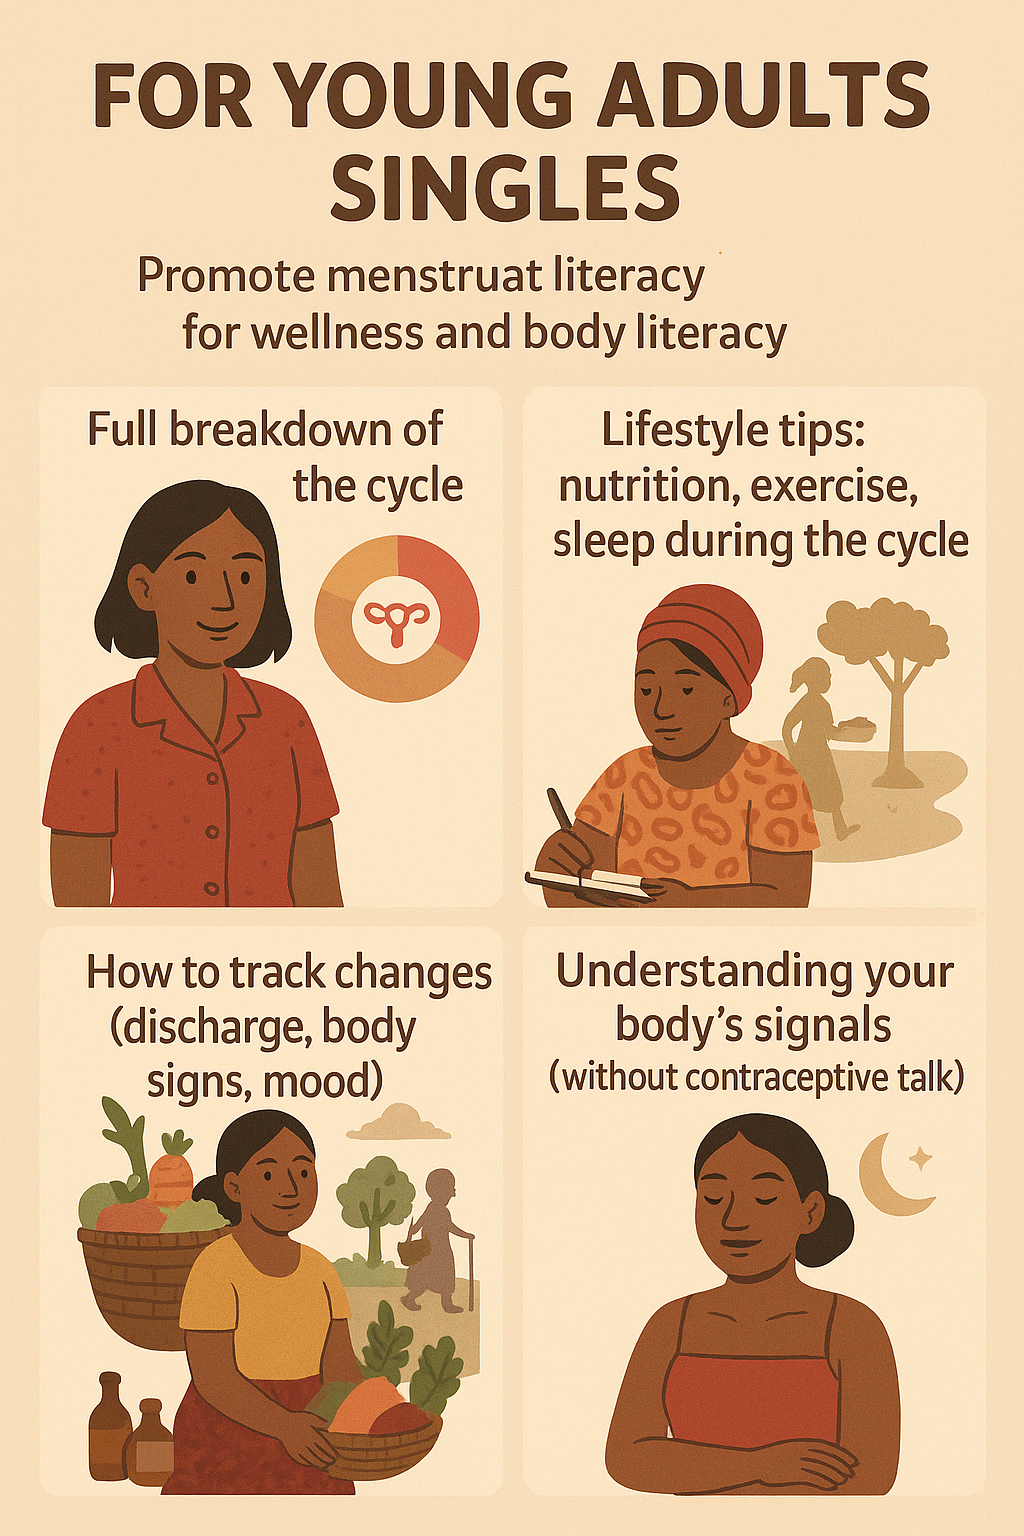 FOR YOUNG ADULTS
SINGLES
Promote menstruat literacy
for wellness and body literacy
Full breakdown of
the cycle
Lifestyle tips:
nutrition, exercise,
sleep during the cycle
How to track changes
(discharge, body
signs, mood)
Understanding your
body's signals
(without contraceptive talk)